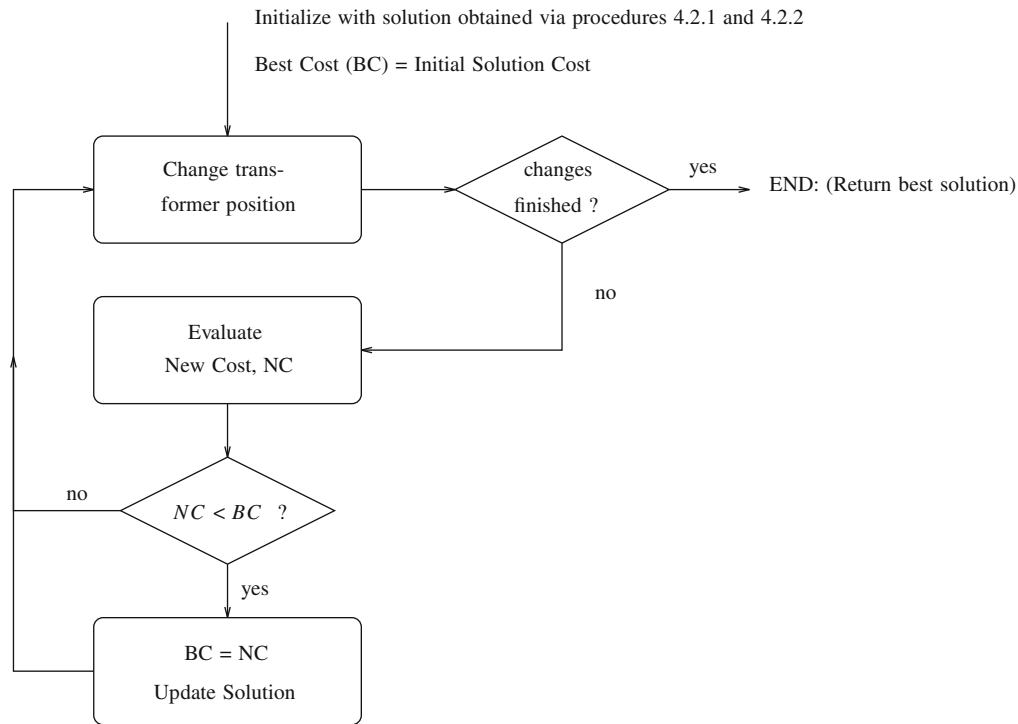 Initialize with solution obtained via procedures 4.2.1 and 4.2.2
Best Cost (BC) = Initial Solution Cost
Change trans-
former position
changes
finished ?
yes
END: (Return best solution)
no
Evaluate
New Cost, NC
NC < BC ?
no
yes
BC = NC
Update Solution